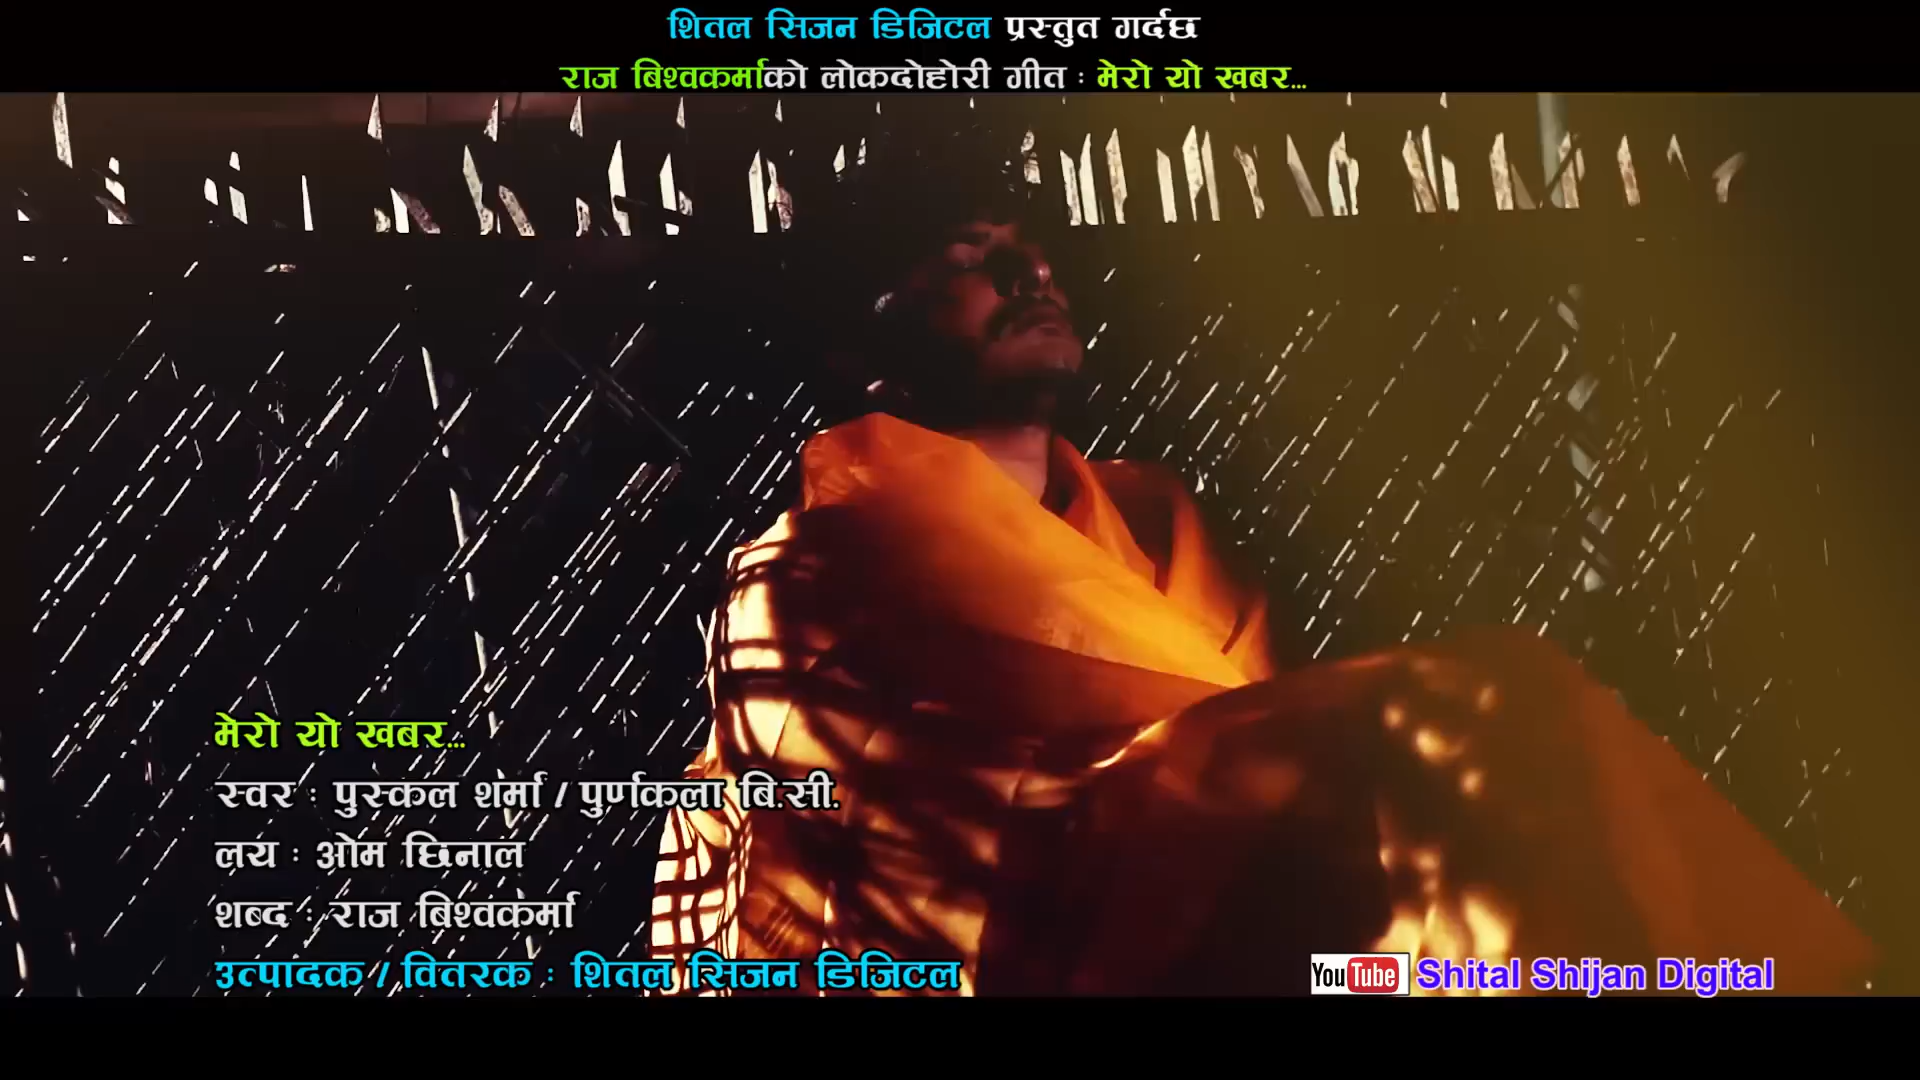 शितल सिजन डिजिटल प्रस्तुत गर्दछ
राज बिश्वकर्माको लोकदोहोरी गीत : मेरो यो खबर...
मेरो यो खबर...
स्वर : पुस्कल शर्मा / पुर्णकला बि.सी.
लय : ओम छिनाल
शब्द : राज बिश्वकर्मा
उत्पादक / वितरक : शितल सिजन डिजिटल
YouTube Shital Shijan Digital